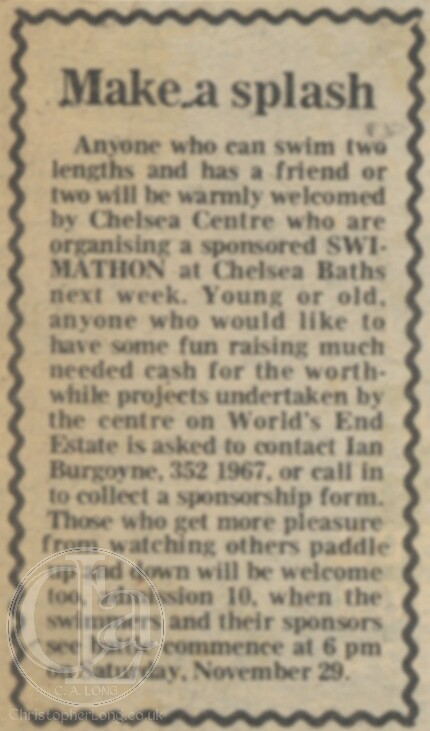 Make a splash
Anyone who can swim two
lengths and has a friend or
two will be warmly welcomed
by Chelsea Centre who are
organising a sponsored SWI-
MATHON at Chelsea Baths
next week. Young or old,
anyone who would like to
have some fun raising much
needed cash for the worth-
while projects undertaken by
the centre on World's End
Estate is asked to contact Ian
Burgoyne, 352 1967, or call in
to collect a sponsorship form.
Those who get more pleasure
from watching others paddle
up and down will be welcome
too, admission 10, when the
swimmers and their sponsors
see battle commence at 6 pm
on Saturday, November 29.
C. A. LONG
ChristopherLong.co.uk